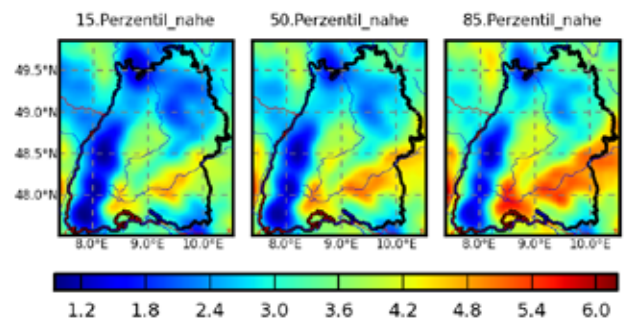 15.Perzentil_nahe 50.Perzentil_nahe 85.Perzentil_nahe
49.5°N
49.0°N
48.5°N
48.0°N
8.0°E 9.0°E 10.0°E 8.0°E 9.0°E 10.0°E 8.0°E 9.0°E 10.0°E
1.2 1.8 2.4 3.0 3.6 4.2 4.8 5.4 6.0